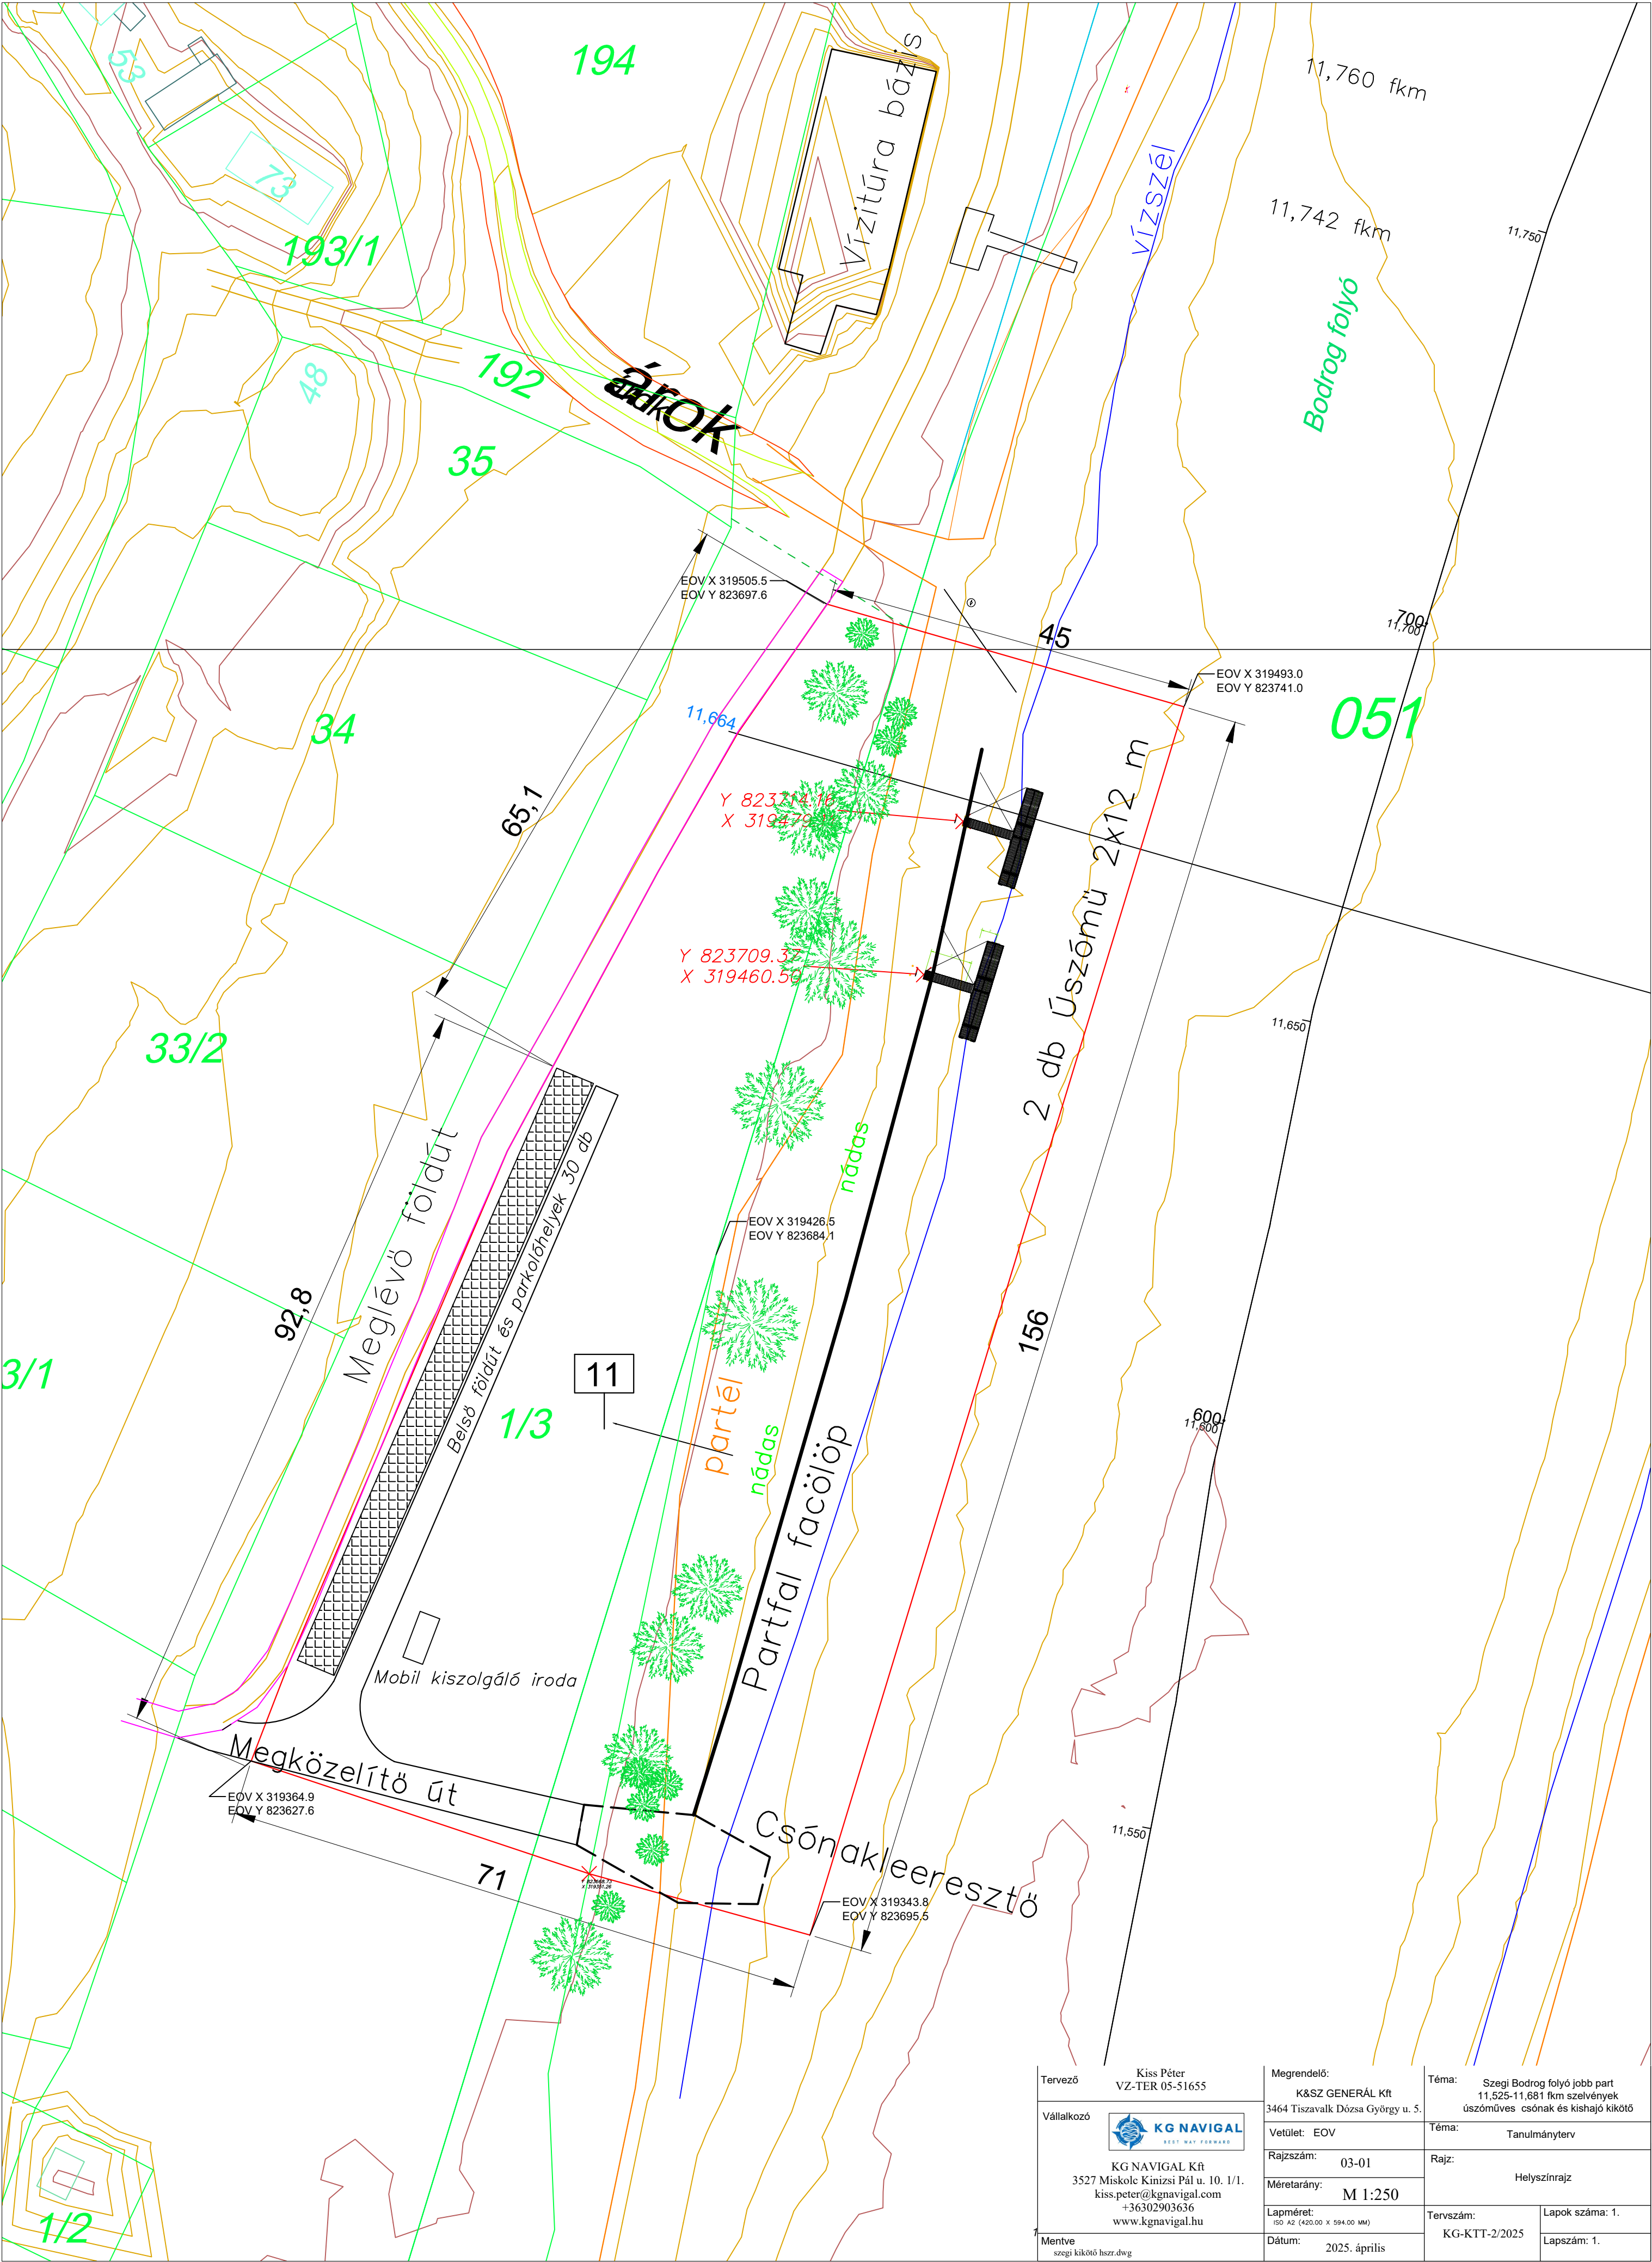 194
53
73
193/1
48
192
35
árok
Vízitúra bázis
vízszél
11,760 fkm
11,742 fkm
11,750
Bodrog folyó
EOV X 319505.5
EOV Y 823697.6
45
700
11,700
EOV X 319493.0
EOV Y 823741.0
051
34
11,664
65,1
Y 823714.16
2 db Úszómű 2x12 m
Y 823709.37
X 319460.50
33/2
11,650
Meglévő földút
Belső földút és parkolóhelyek 30 db
nádas
EOV X 319426.5
EOV Y 823684.1
92,8
156
3/1
11
1/3
partél
nádas
Partfal facölöp
600
11,600
Mobil kiszolgáló iroda
Megközelítő út
EOV X 319364.9
EOV Y 823627.6
Csónakleeresztő
11,550
71
EOV X 319343.8
EOV Y 823695.5
1/2
Tervező
Kiss Péter
VZ-TER 05-51655
Vállalkozó
KG NAVIGAL
BEST WAY FORWARD
KG NAVIGAL Kft
3527 Miskolc Kinizsi Pál u. 10. 1/1.
kiss.peter@kgnavigal.com
+36302903636
www.kgnavigal.hu
Mentve
szegi kikötő hszr.dwg
Megrendelő:
K&SZ GENERÁL Kft
3464 Tiszavalk Dózsa György u. 5.
Vetület: EOV
Rajzszám: 03-01
Méretarány: M 1:250
Lapméret:
ISO A2 (420.00 X 594.00 MM)
Dátum: 2025. április
Téma: Szegi Bodrog folyó jobb part
11,525-11,681 fkm szelvények
úszóműves csónak és kishajó kikötő
Téma: Tanulmányterv
Rajz:
Helyszínrajz
Tervszám:
KG-KTT-2/2025
Lapok száma: 1.
Lapszám: 1.